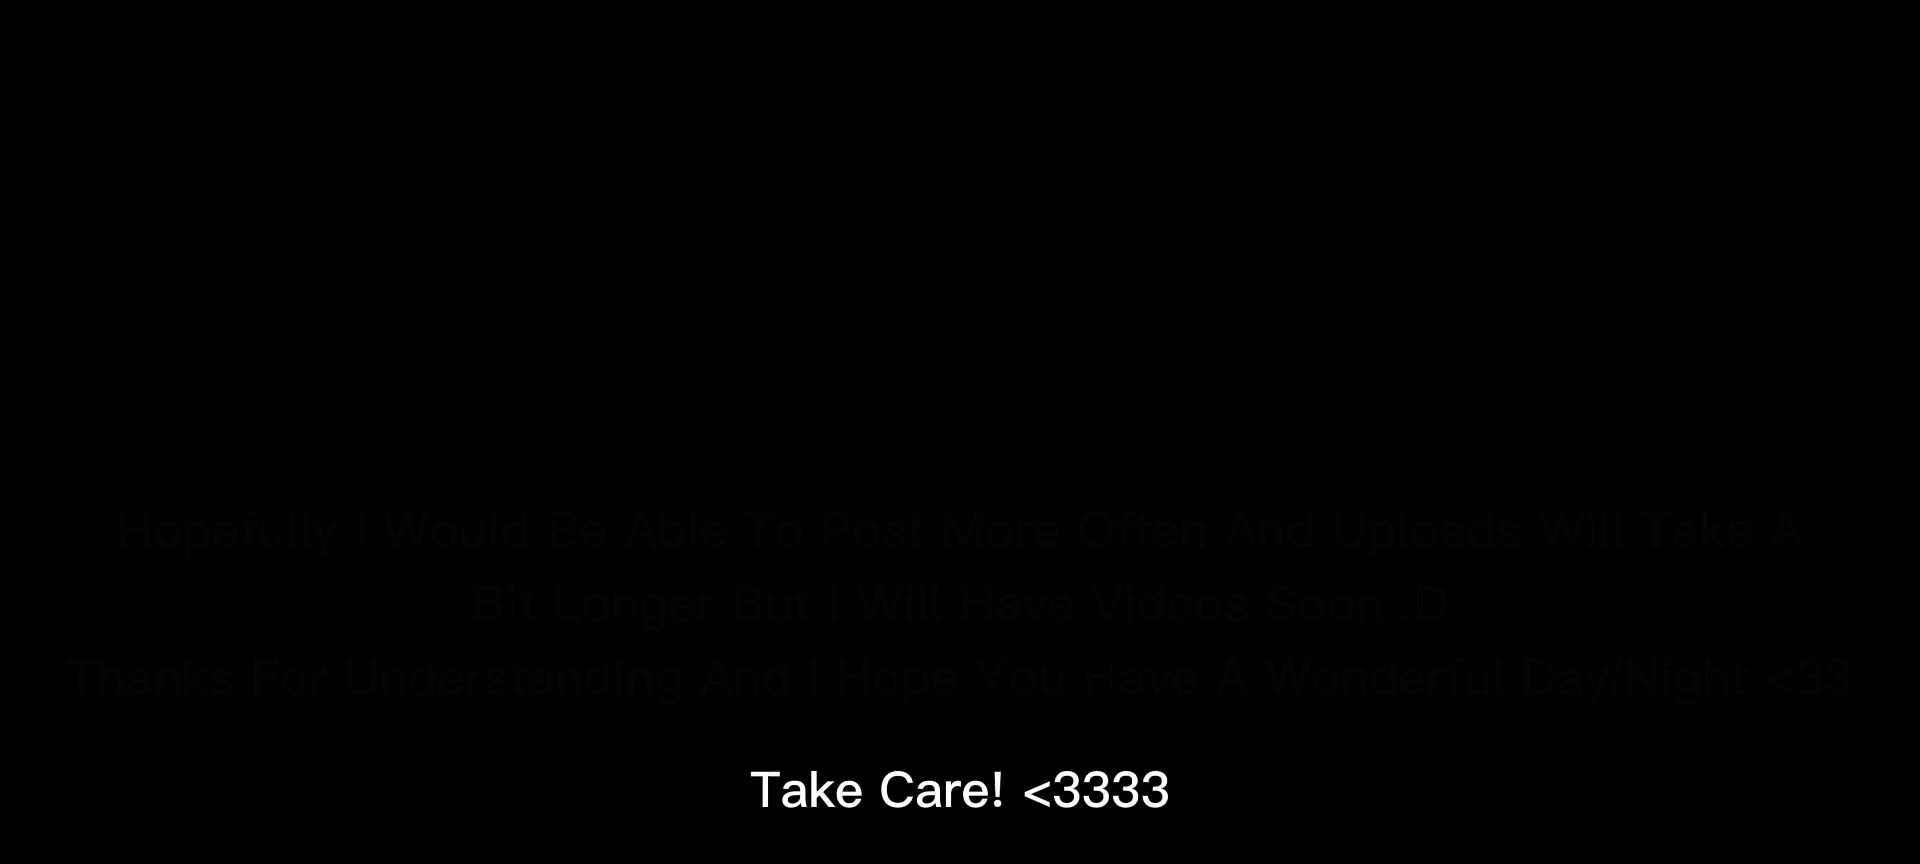 Hopefully I Would Be Able To Post More Often And Uploads Will Take A
Bit Longer But I Will Have Videos Soon :D
Thanks For Understanding And I Hope You Have A Wonderful Day/Night <33
Take Care! <3333